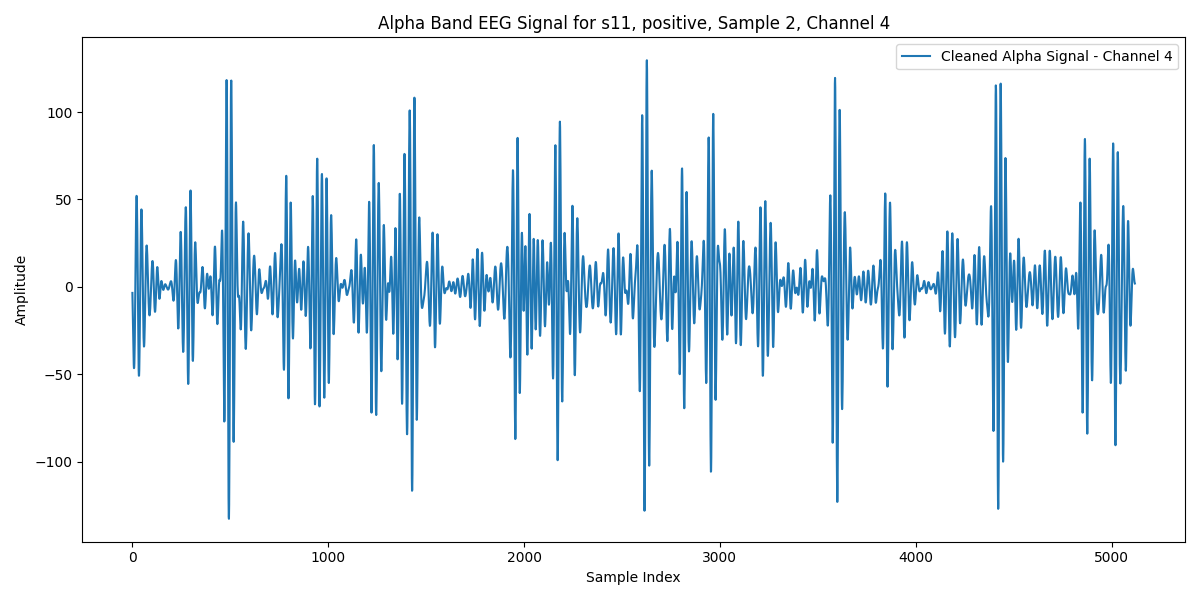 Alpha Band EEG Signal for s11, positive, Sample 2, Channel 4
Cleaned Alpha Signal - Channel 4
Amplitude
100
50
0
−50
−100
0 1000 2000 3000 4000 5000
Sample Index